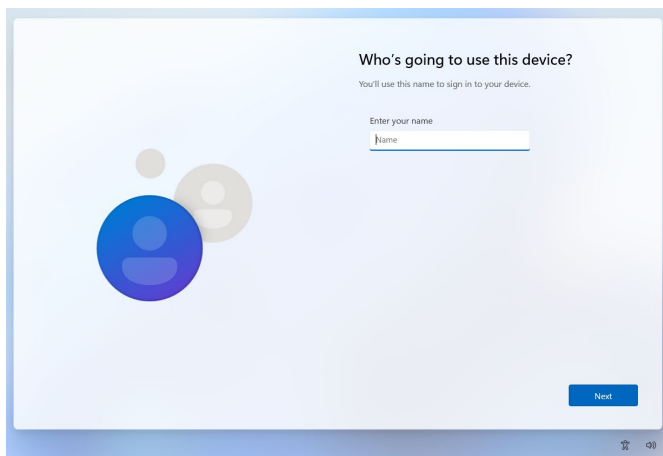 Who's going to use this device?
You'll use this name to sign in to your device.
Enter your name
Name
Next